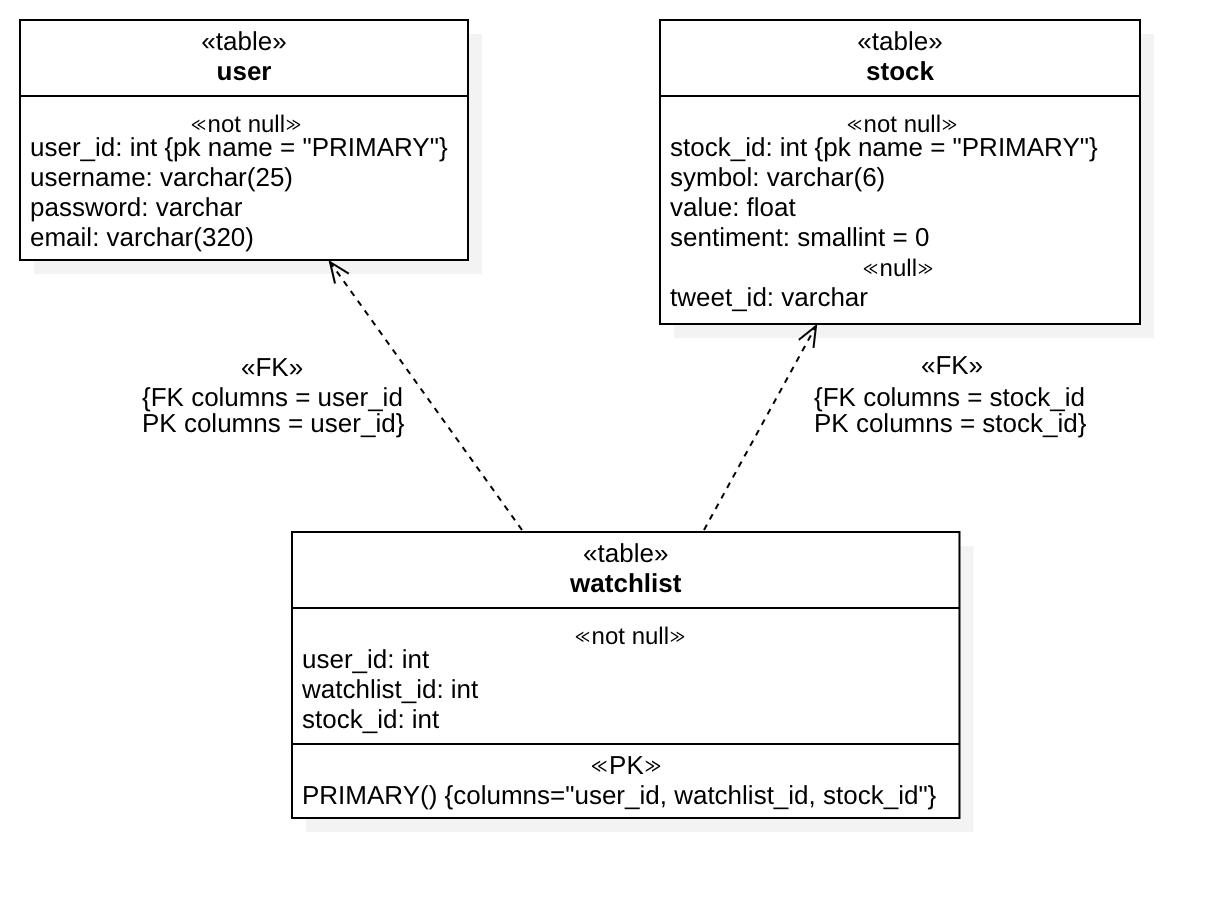 «table»
user
≪not null≫
user_id: int {pk name = "PRIMARY"}
username: varchar(25)
password: varchar
email: varchar(320)
«table»
stock
≪not null≫
stock_id: int {pk name = "PRIMARY"}
symbol: varchar(6)
value: float
sentiment: smallint = 0
≪null≫
tweet_id: varchar
«FK»
{FK columns = user_id
PK columns = user_id}
«FK»
{FK columns = stock_id
PK columns = stock_id}
«table»
watchlist
≪not null≫
user_id: int
watchlist_id: int
stock_id: int
≪PK≫
PRIMARY() {columns="user_id, watchlist_id, stock_id"}